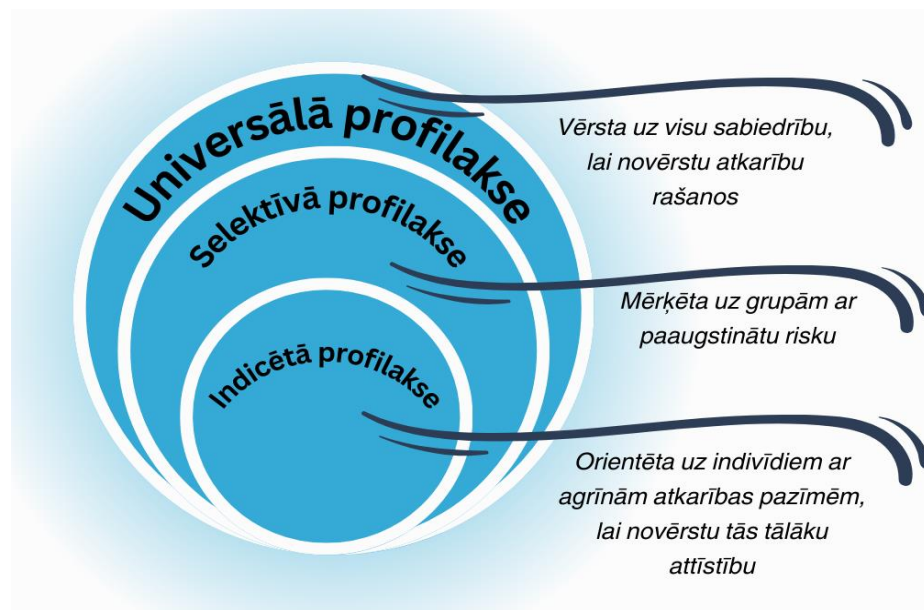 Universālā profilakse
Vērsta uz visu sabiedrību,
lai novērstu atkarību
rašanos
Selektīvā profilakse
Mērķēta uz grupām ar
paaugstinātu risku
Indicētā profilakse
Orientēta uz indivīdiem ar
agrīnām atkarības pazīmēm,
lai novērstu tās tālāku
attīstību